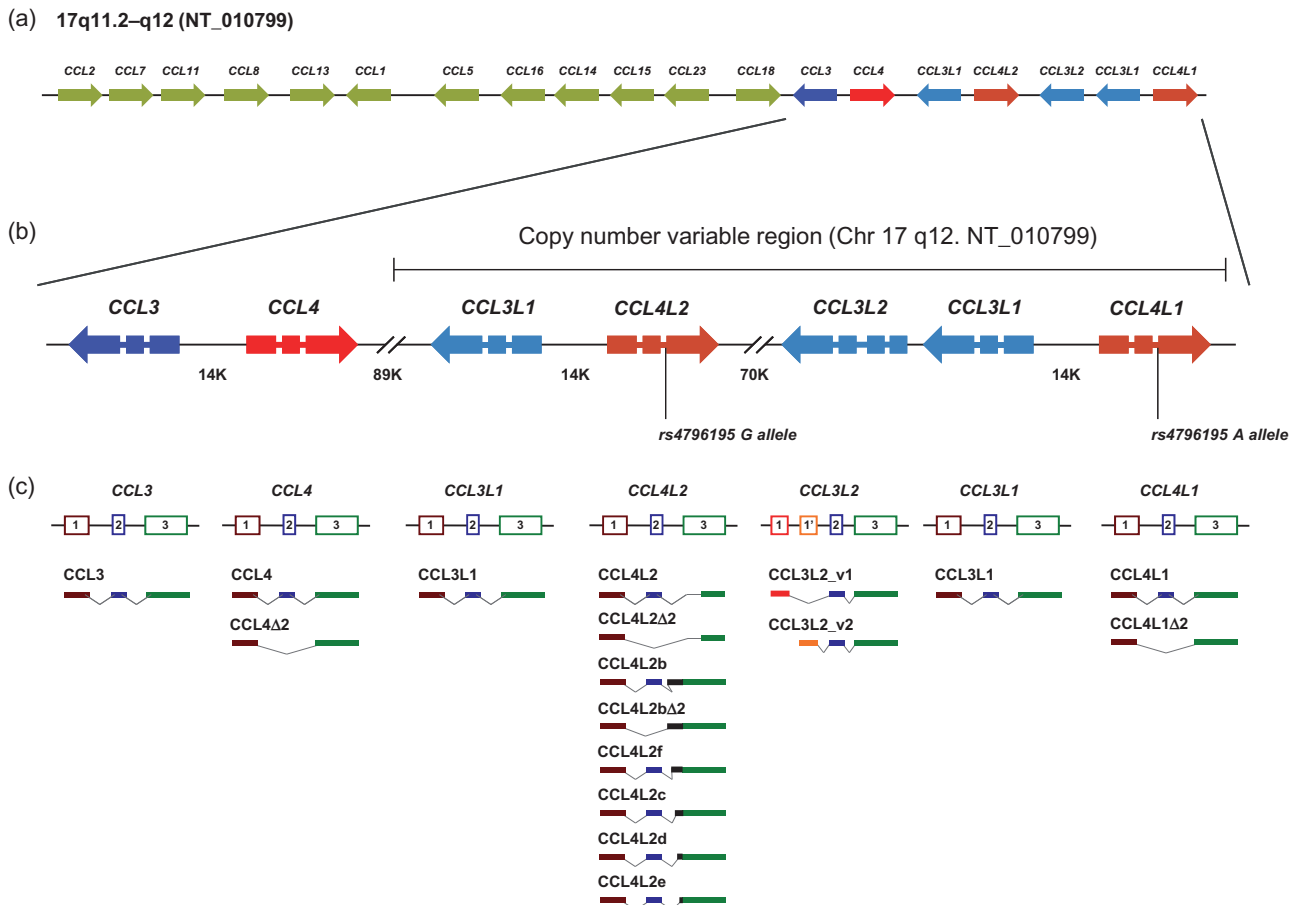 (a) 17q11.2–q12 (NT_010799)
CCL2 CCL7 CCL11 CCL8 CCL13 CCL1 CCL5 CCL16 CCL14 CCL15 CCL23 CCL18 CCL3 CCL4 CCL3L1 CCL4L2 CCL3L2 CCL3L1 CCL4L1
(b)
Copy number variable region (Chr 17 q12. NT_010799)
CCL3 CCL4 CCL3L1 CCL4L2 CCL3L2 CCL3L1 CCL4L1
14K 89K 14K 70K 14K
rs4796195 G allele rs4796195 A allele
(c) CCL3 CCL4 CCL3L1 CCL4L2 CCL3L2 CCL3L1 CCL4L1
1 2 3 1 2 3 1 2 3 1 2 3 1 1' 2 3 1 2 3 1 2 3
CCL3 CCL4 CCL3L1 CCL4L2 CCL3L2_v1 CCL3L1 CCL4L1
CCL4Δ2 CCL4L2Δ2 CCL3L2_v2 CCL4L1Δ2
CCL4L2b
CCL4L2bΔ2
CCL4L2f
CCL4L2c
CCL4L2d
CCL4L2e